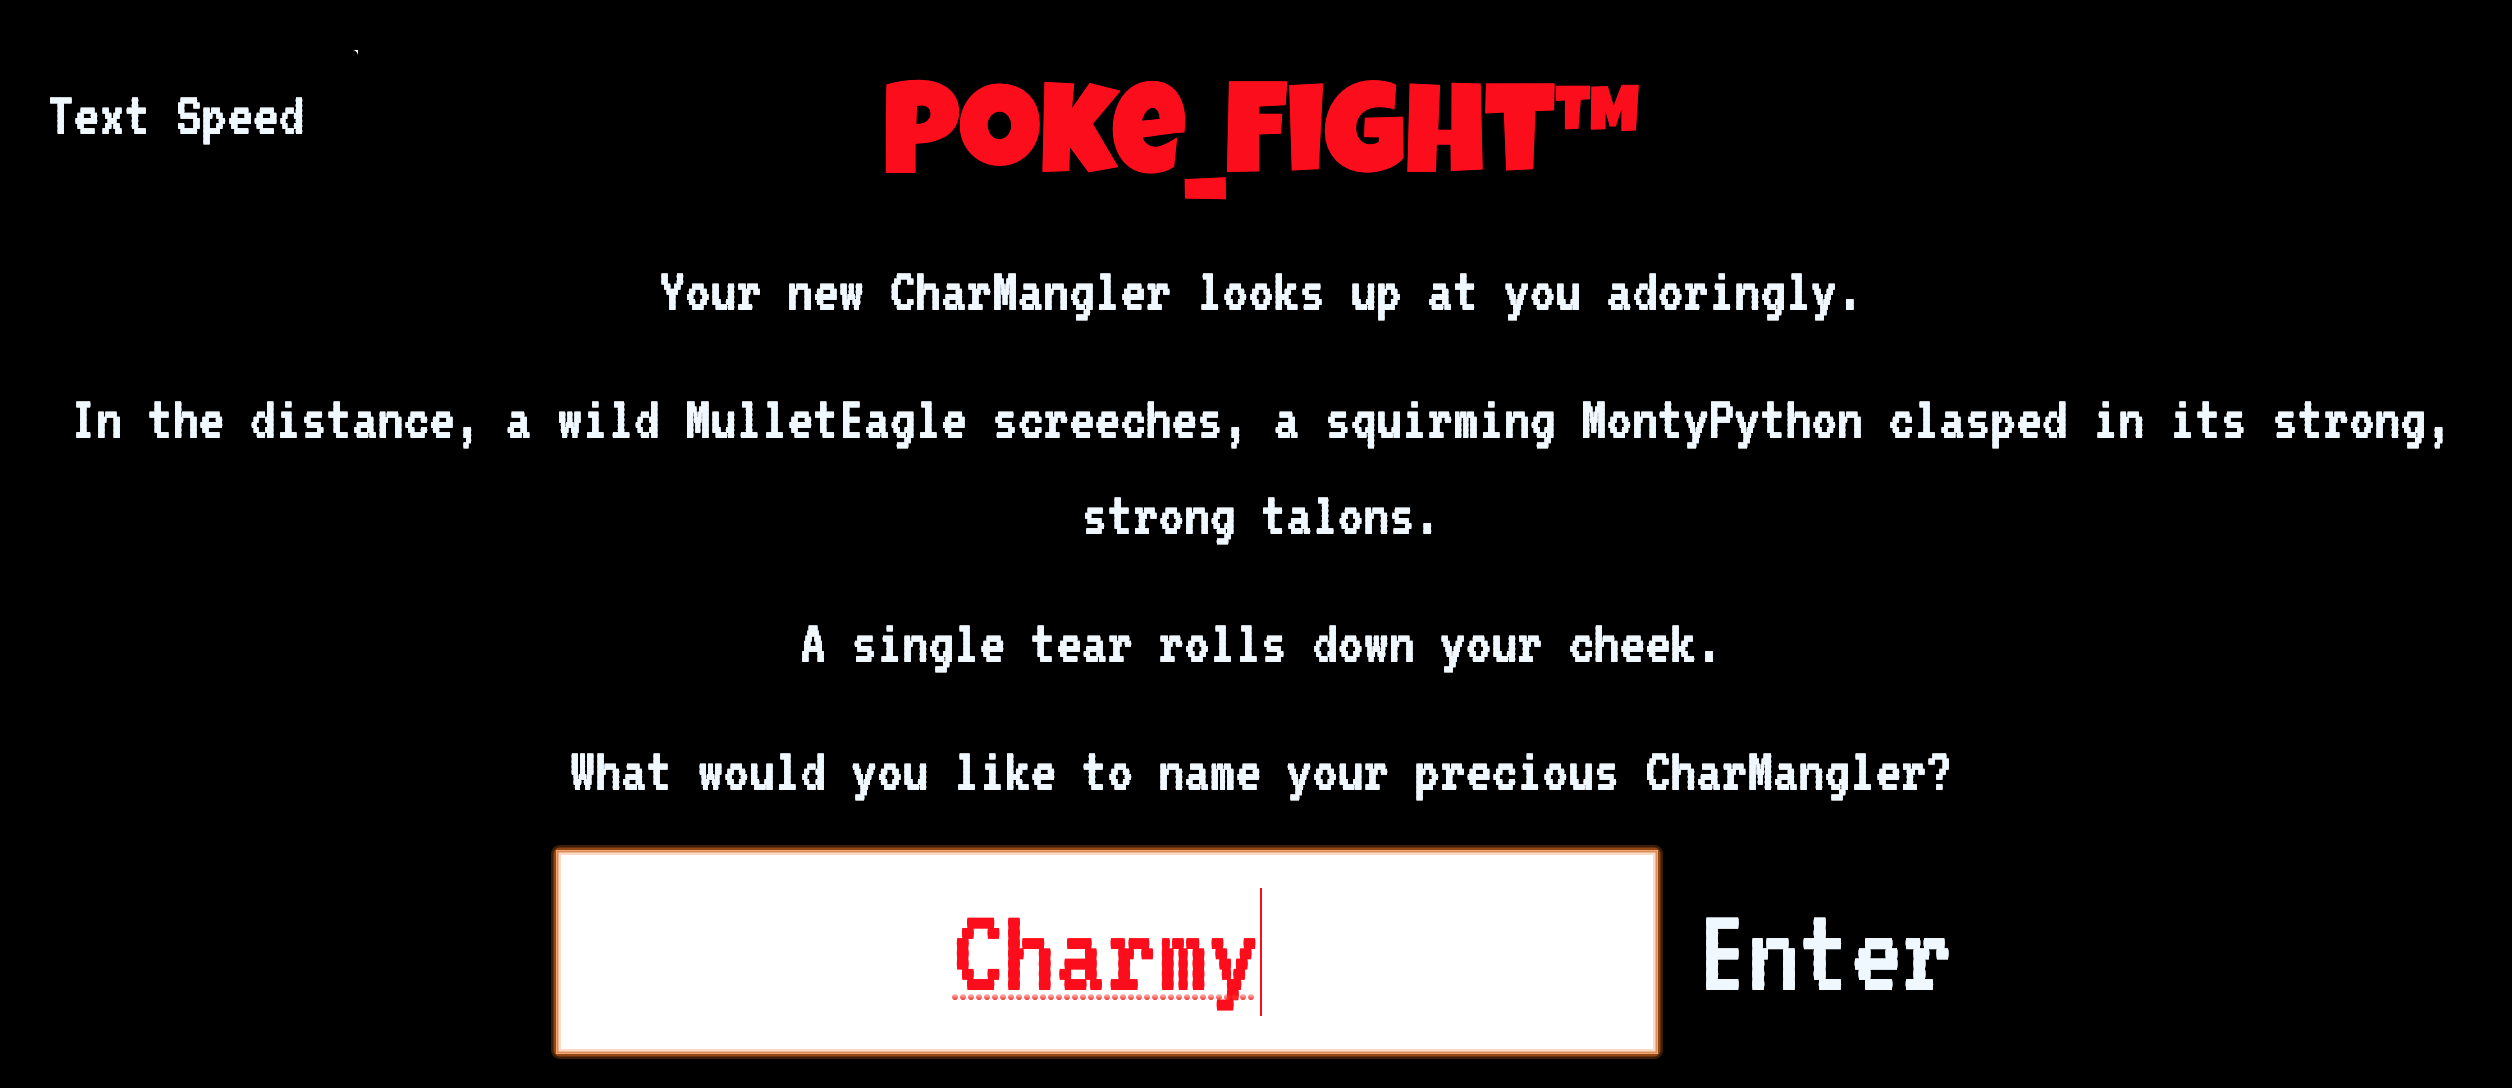 Text Speed
POKe_FIGHT™
Your new CharMangler looks up at you adoringly.
In the distance, a wild MulletEagle screeches, a squirming MontyPython clasped in its strong,
strong talons.
A single tear rolls down your cheek.
What would you like to name your precious CharMangler?
Charmy
Enter